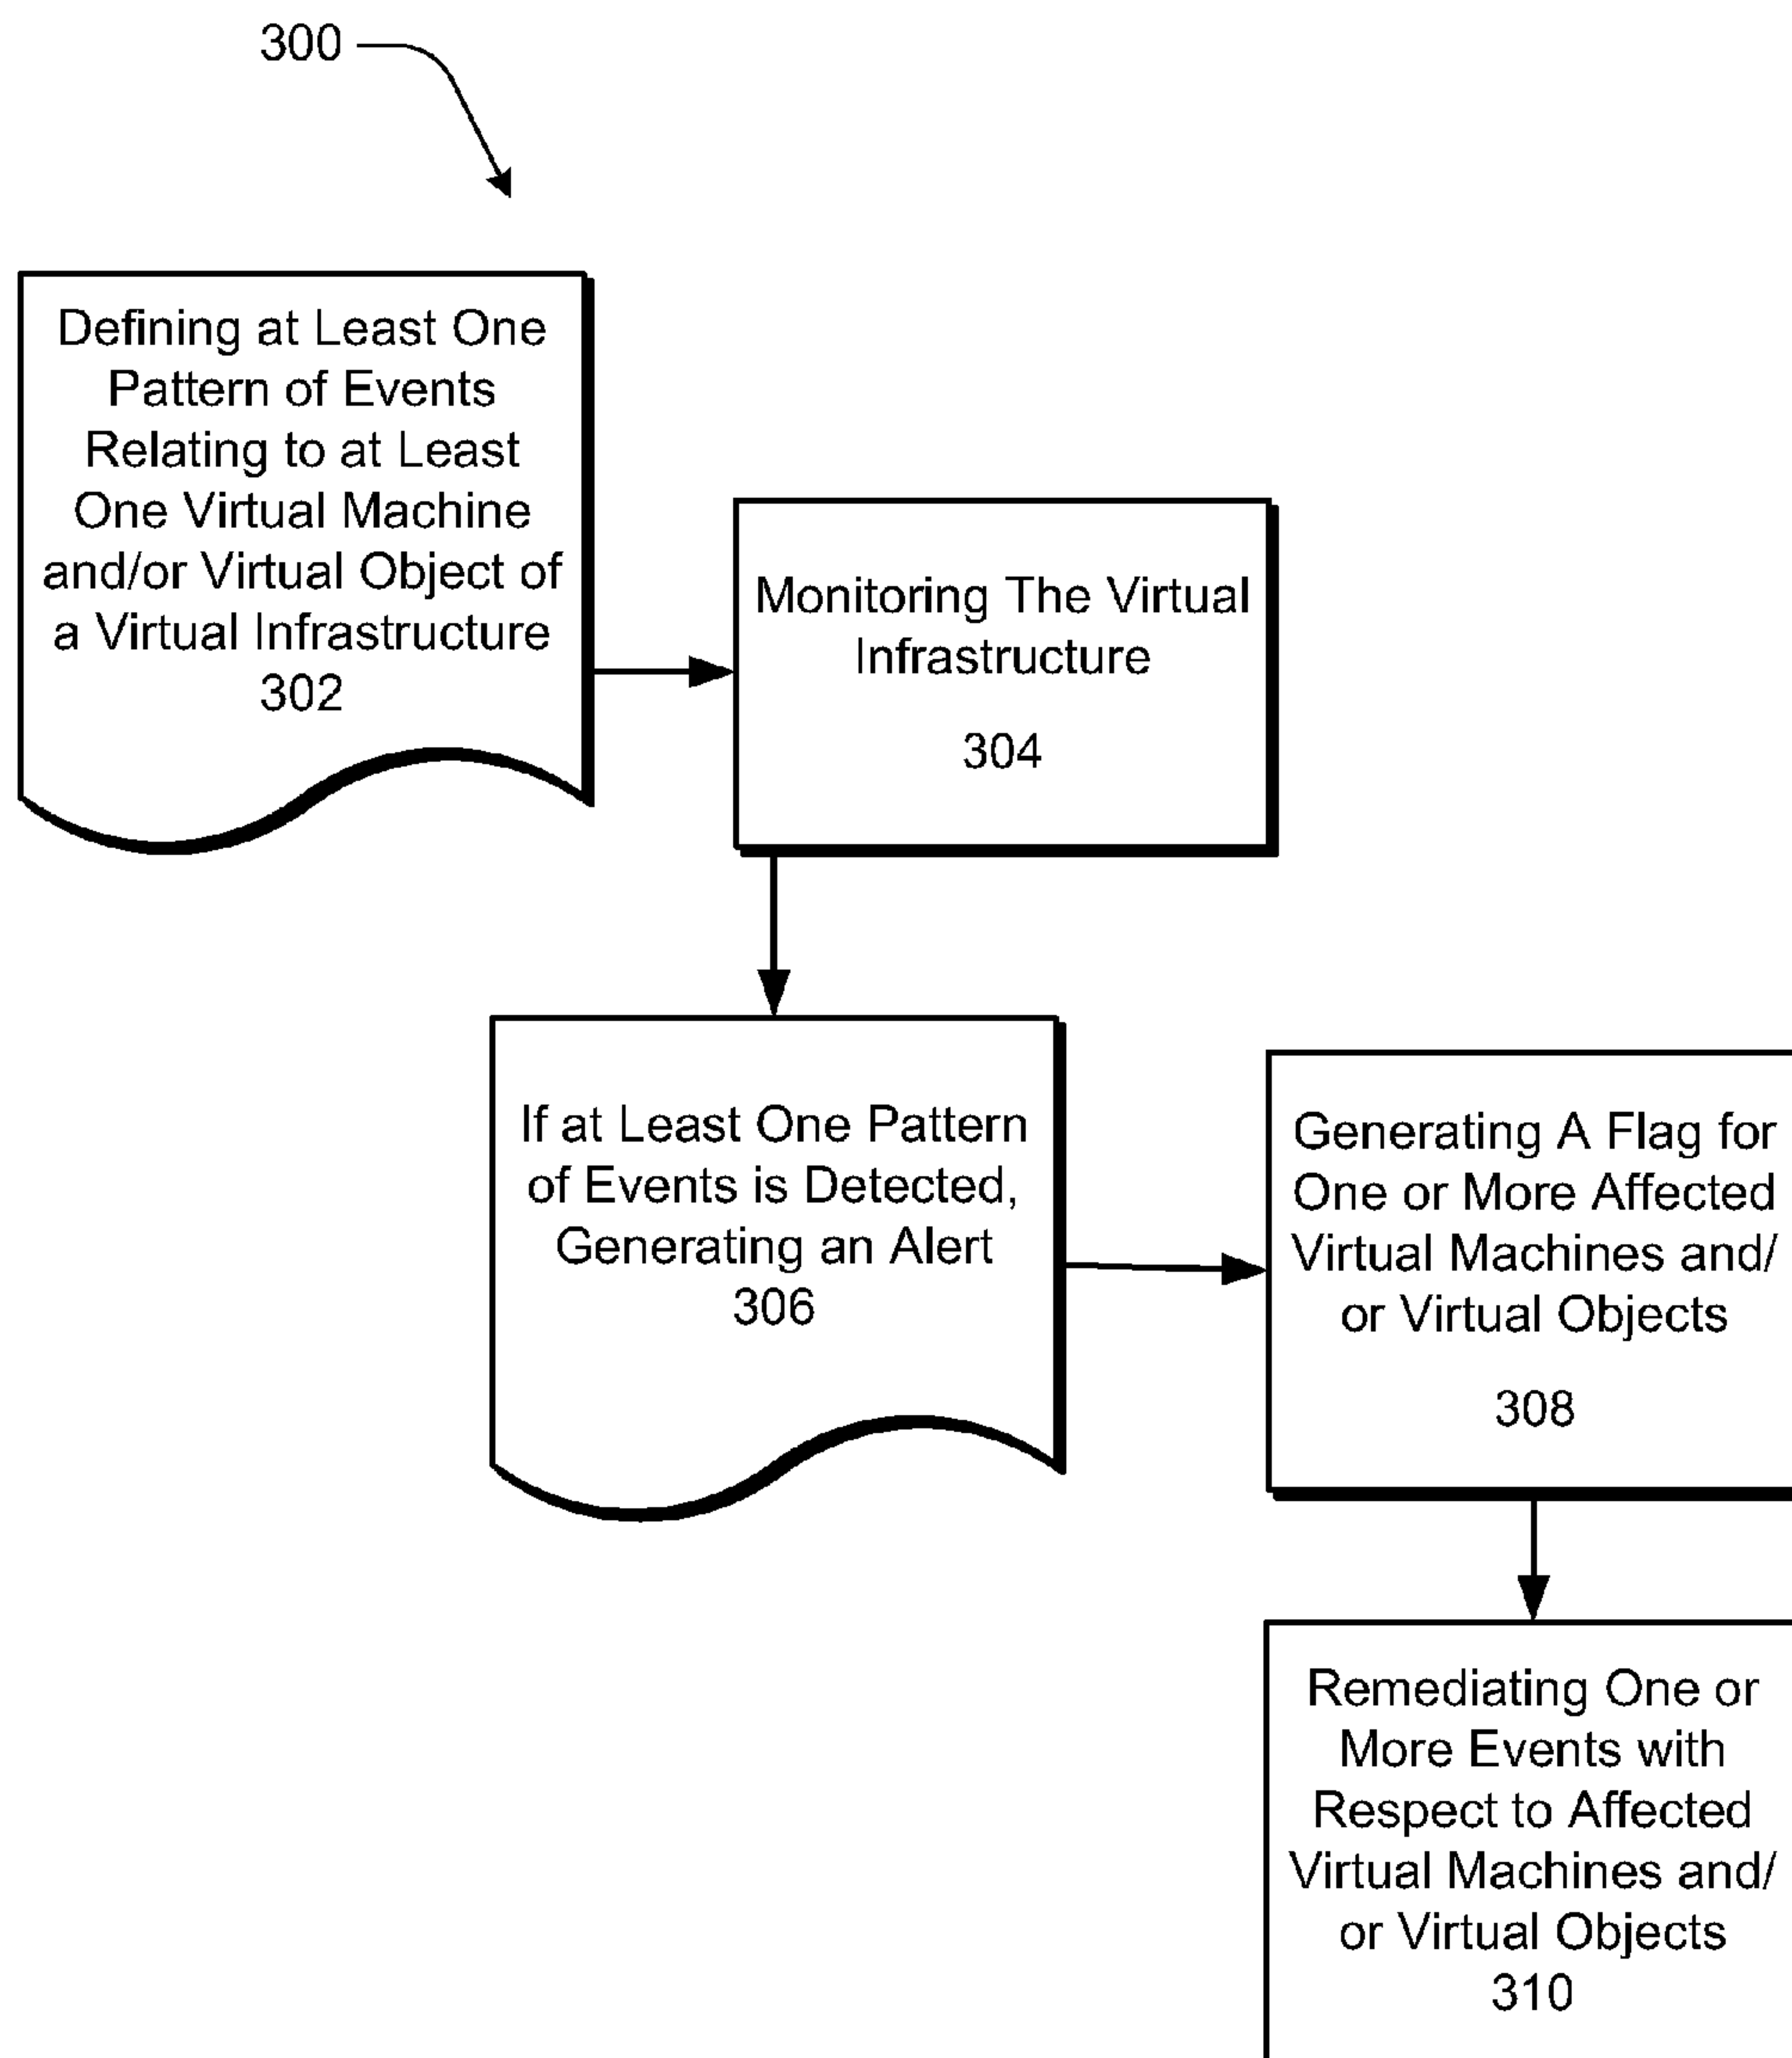 300
Defining at Least One
Pattern of Events
Relating to at Least
One Virtual Machine
and/or Virtual Object of
a Virtual Infrastructure
302
Monitoring The Virtual
Infrastructure
304
If at Least One Pattern
of Events is Detected,
Generating an Alert
306
Generating A Flag for
One or More Affected
Virtual Machines and/
or Virtual Objects
308
Remediating One or
More Events with
Respect to Affected
Virtual Machines and/
or Virtual Objects
310